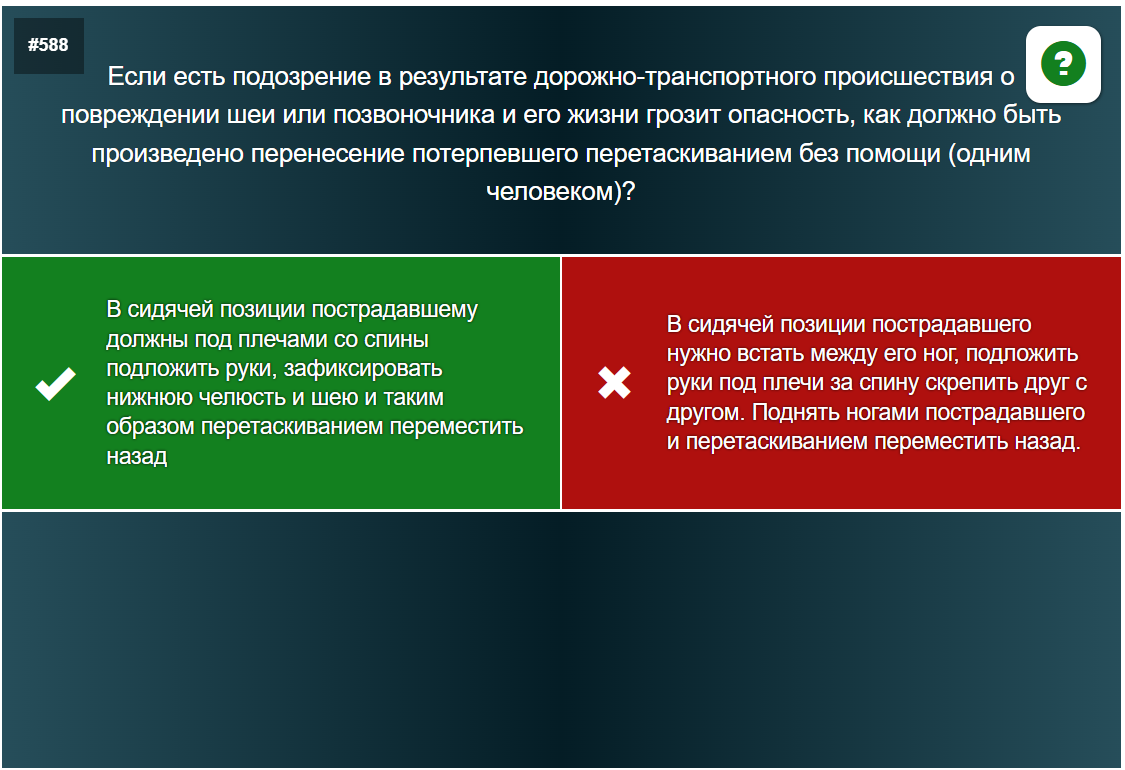 #588
?
Если есть подозрение в результате дорожно-транспортного происшествия о
повреждении шеи или позвоночника и его жизни грозит опасность, как должно быть
произведено перенесение потерпевшего перетаскиванием без помощи (одним
человеком)?
В сидячей позиции пострадавшему
должны под плечами со спины
подложить руки, зафиксировать
нижнюю челюсть и шею и таким
образом перетаскиванием переместить
назад
В сидячей позиции пострадавшего
нужно встать между его ног, подложить
руки под плечи за спину скрепить друг с
другом. Поднять ногами пострадавшего
и перетаскиванием переместить назад.